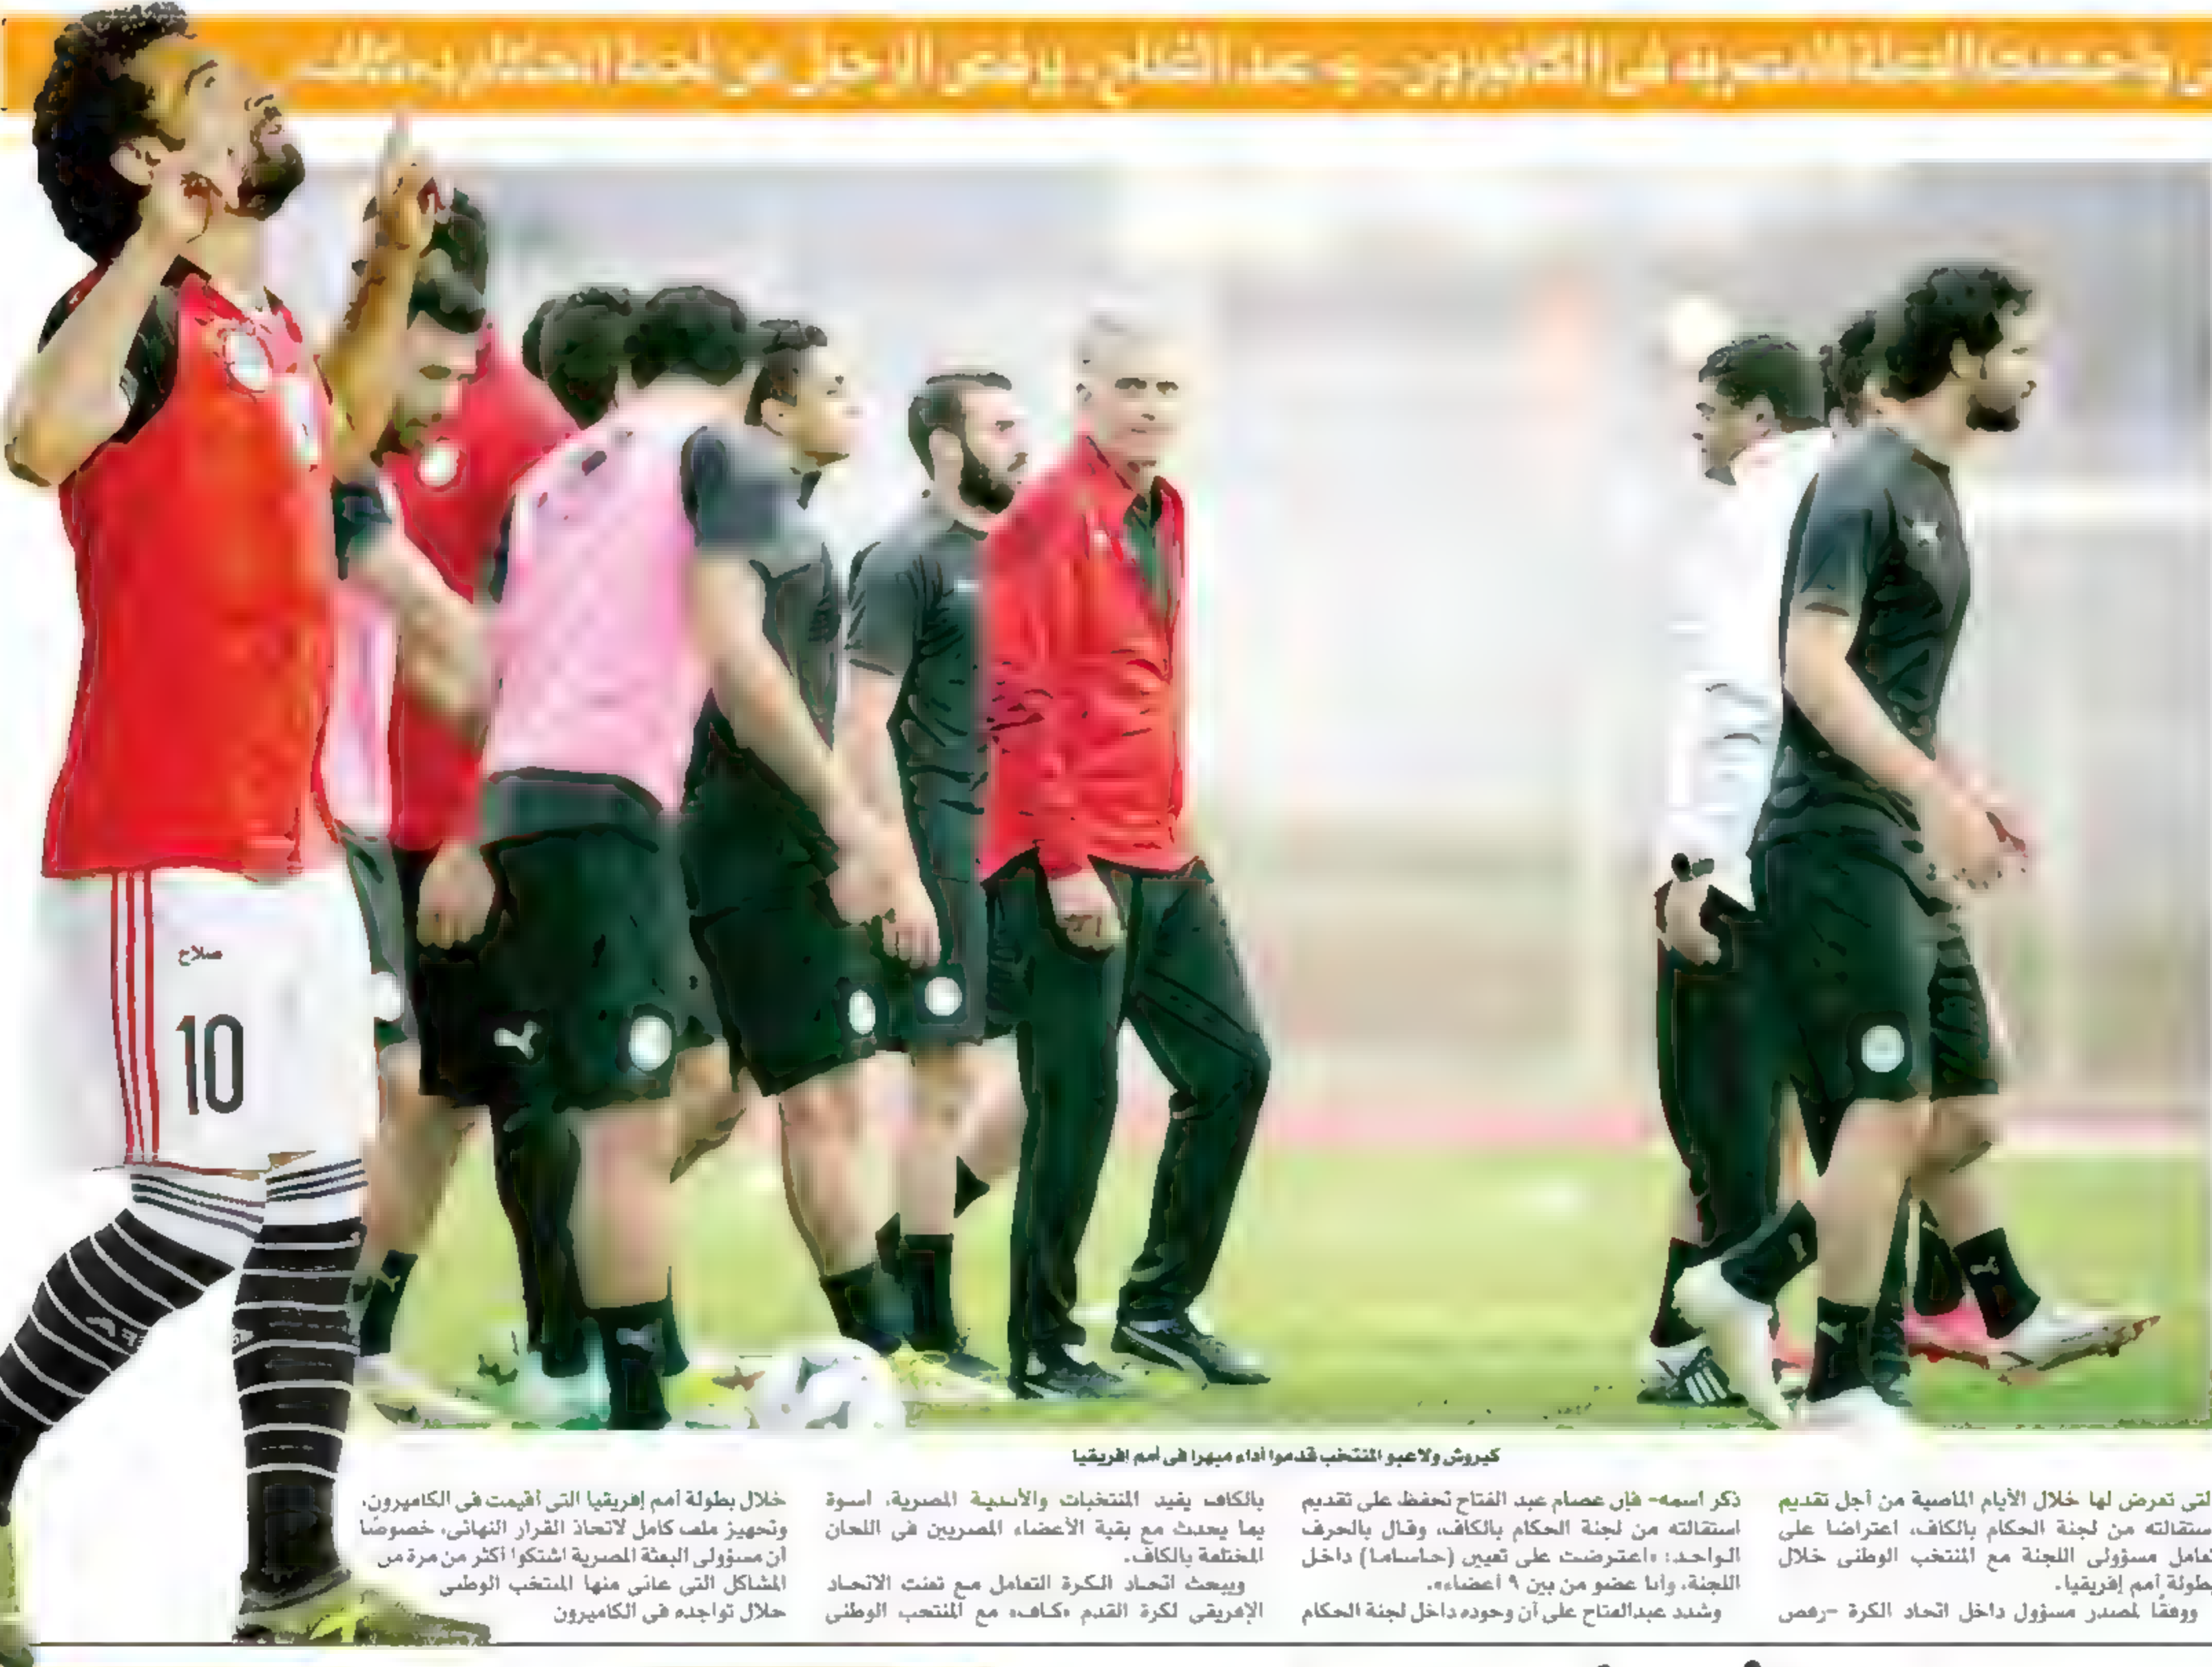 فى الكاميرون.. و
صلاح
10
كيروش ولاعبو المنتخب قدموا أداء مبهرا فى أمم إفريقيا
التى تعرض لها خلال الأيام الماضية من أجل تقديم
استقالته من لجنة الحكام بالكاف، اعتراضا على
تعامل مسؤولى اللجنة مع المنتخب الوطنى خلال
بطولة أمم إفريقيا.
ووفقًا لمصدر مسؤول داخل اتحاد الكرة -رفض
ذكر اسمه- فإن عصام عبد الفتاح تحفظ على تقديم
استقالته من لجنة الحكام بالكاف، وقال بالحرف
الواحد: «اعترضت على تعيين (جاساما) داخل
اللجنة، وأنا عضو من بين ٩ أعضاء».
وشدد عبدالفتاح على أن وجوده داخل لجنة الحكام
بالكاف يفيد المنتخبات والأندية المصرية، أسوة
بما يحدث مع بقية الأعضاء المصريين فى اللجان
المختلفة بالكاف.
ويبحث اتحاد الكرة التعامل مع تعنت الاتحاد
الإفريقى لكرة القدم «كاف» مع المنتخب الوطنى
خلال بطولة أمم إفريقيا التى أقيمت فى الكاميرون،
وتجهيز ملف كامل لاتخاذ القرار النهائى، خصوصًا
أن مسؤولى البعثة المصرية اشتكوا أكثر من مرة من
المشاكل التى عانى منها المنتخب الوطنى
خلال تواجده فى الكاميرون